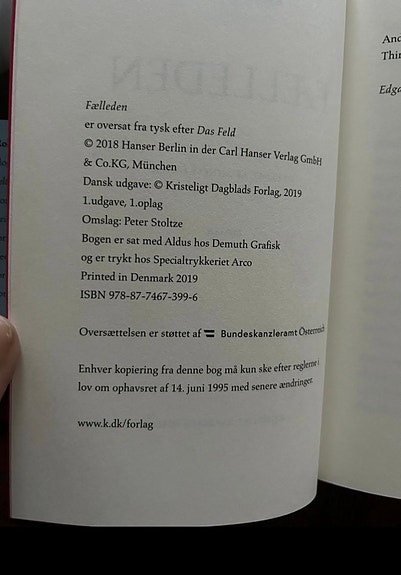 Fælleden
er oversat fra tysk efter Das Feld
© 2018 Hanser Berlin in der Carl Hanser Verlag GmbH
& Co.KG, München
Dansk udgave: © Kristeligt Dagblads Forlag, 2019
1.udgave, 1.oplag
Omslag: Peter Stoltze
Bogen er sat med Aldus hos Demuth Grafisk
og er trykt hos Specialtrykkeriet Arco
Printed in Denmark 2019
ISBN 978-87-7467-399-6
Oversættelsen er støttet af Bundeskanzleramt Österreich
Enhver kopiering fra denne bog må kun ske efter reglerne i
lov om ophavsret af 14. juni 1995 med senere ændringer.
www.k.dk/forlag